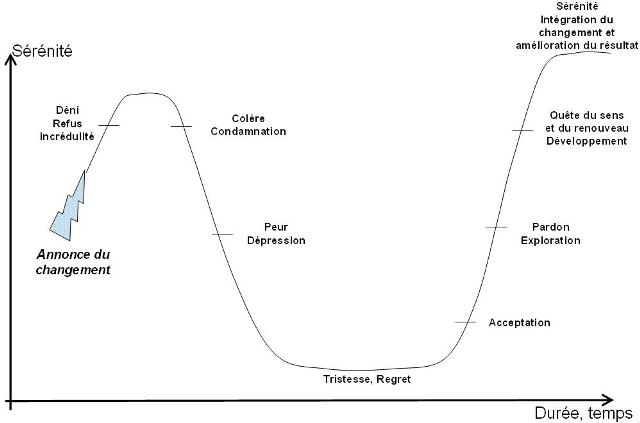 Sérénité
Intégration du
changement et
amélioration du résultat
Sérénité
Déni
Refus
Incrédulité
Colère
Condamnation
Quête du sens
et du renouveau
Développement
Peur
Dépression
Pardon
Exploration
Annonce du
changement
Acceptation
Tristesse, Regret
Durée, temps